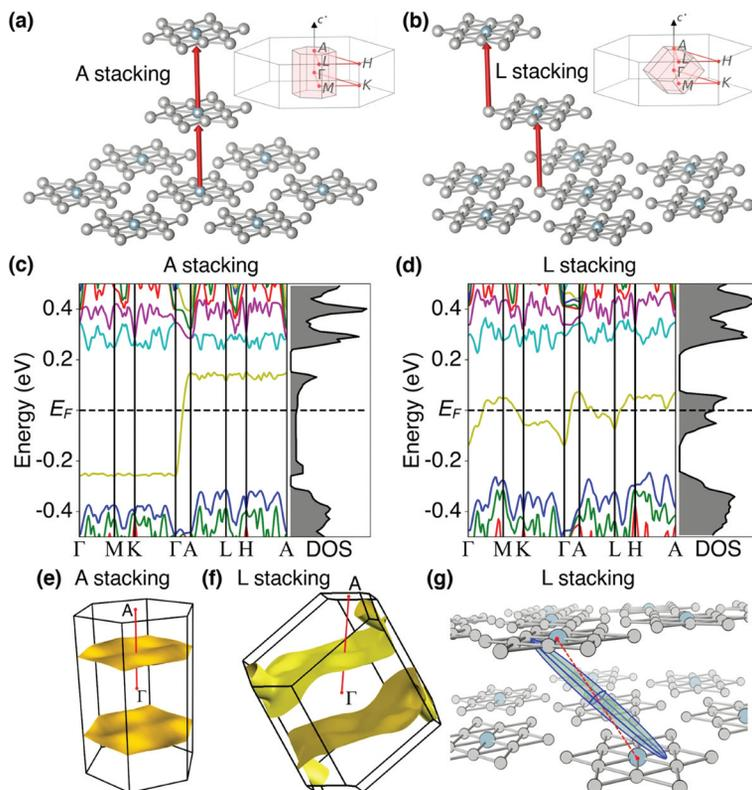 (a)
A stacking
c*
A
L
Γ
M
H
K
(b)
L stacking
c*
A
L
Γ
M
H
K
(c) A stacking
Energy (eV)
0.4
0.2
E_F
-0.2
-0.4
Γ M K Γ A L H A DOS
(d) L stacking
Energy (eV)
0.4
0.2
E_F
-0.2
-0.4
Γ M K Γ A L H A DOS
(e) A stacking
A
Γ
(f) L stacking
A
Γ
(g) L stacking